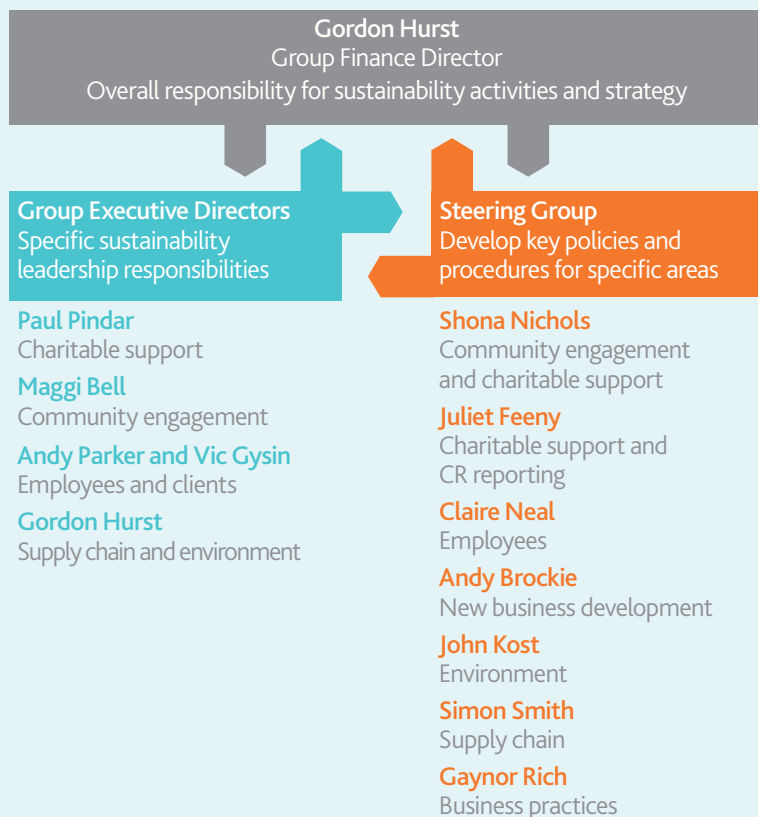 Gordon Hurst
Group Finance Director
Overall responsibility for sustainability activities and strategy
Group Executive Directors
Specific sustainability
leadership responsibilities
Paul Pindar
Charitable support
Maggi Bell
Community engagement
Andy Parker and Vic Gysin
Employees and clients
Gordon Hurst
Supply chain and environment
Steering Group
Develop key policies and
procedures for specific areas
Shona Nichols
Community engagement
and charitable support
Juliet Feeny
Charitable support and
CR reporting
Claire Neal
Employees
Andy Brockie
New business development
John Kost
Environment
Simon Smith
Supply chain
Gaynor Rich
Business practices